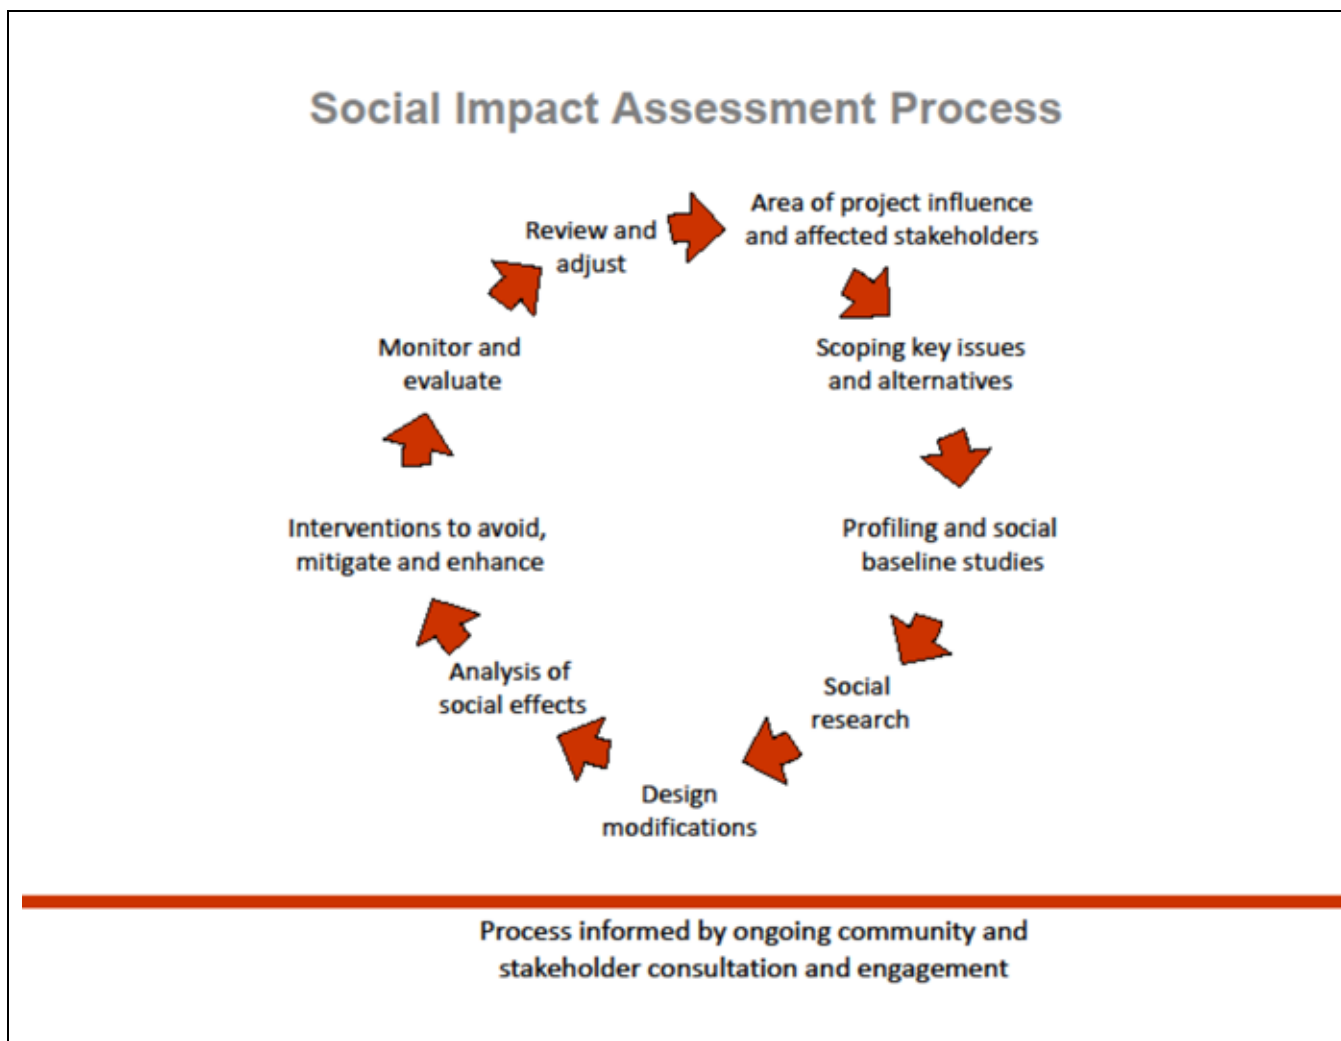 Social Impact Assessment Process
Area of project influence
and affected stakeholders
Scoping key issues
and alternatives
Profiling and social
baseline studies
Social
research
Design
modifications
Analysis of
social effects
Interventions to avoid,
mitigate and enhance
Monitor and
evaluate
Review and
adjust
Process informed by ongoing community and
stakeholder consultation and engagement